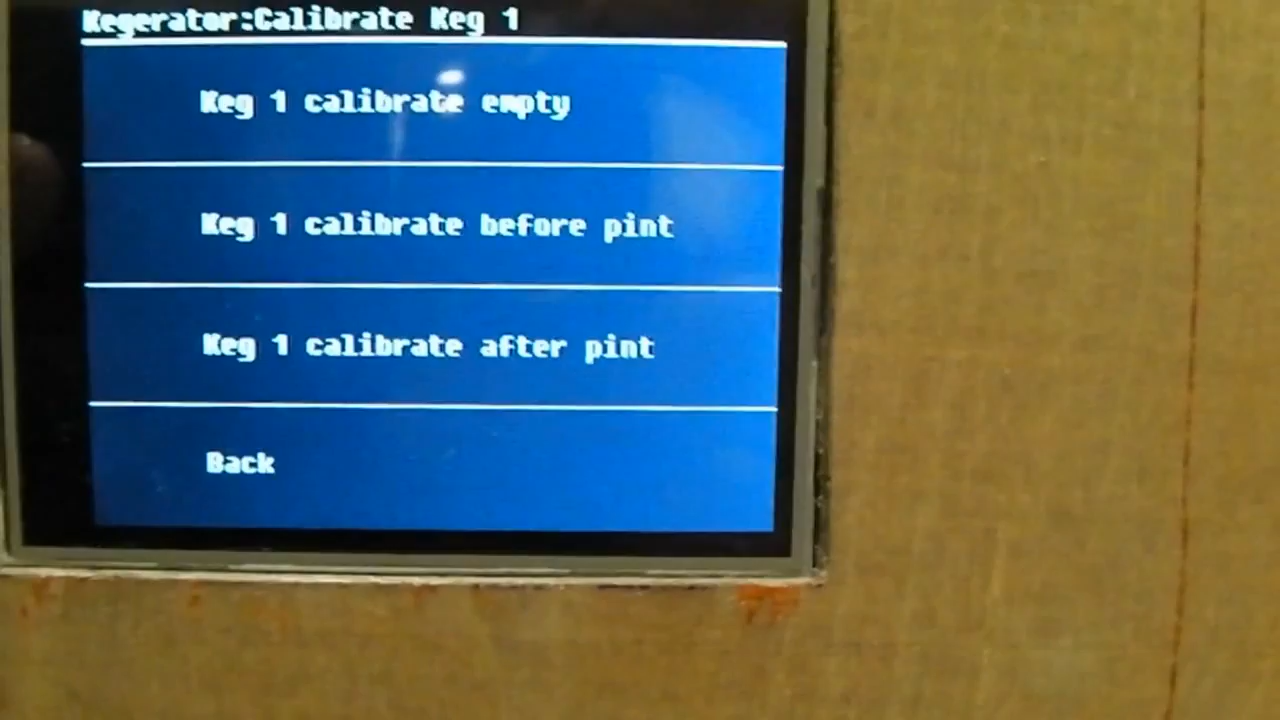 Kegerator:Calibrate Keg 1
Keg 1 calibrate empty
Keg 1 calibrate before pint
Keg 1 calibrate after pint
Back